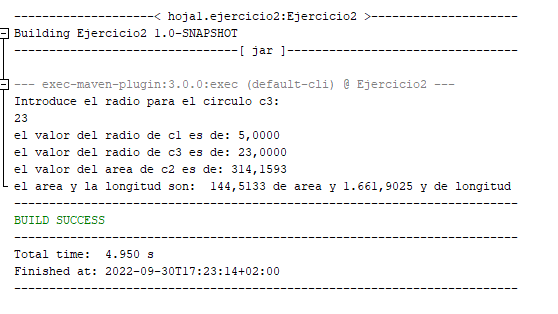 --------------------< hoja1.ejercicio2:Ejercicio2 >---------------------
Building Ejercicio2 1.0-SNAPSHOT
--------------------------------[ jar ]---------------------------------
--- exec-maven-plugin:3.0.0:exec (default-cli) @ Ejercicio2 ---
Introduce el radio para el circulo c3:
23
el valor del radio de c1 es de: 5,0000
el valor del radio de c3 es de: 23,0000
el valor del area de c2 es de: 314,1593
el area y la longitud son:  144,5133 de area y 1.661,9025 y de longitud
------------------------------------------------------------------------
BUILD SUCCESS
------------------------------------------------------------------------
Total time:  4.950 s
Finished at: 2022-09-30T17:23:14+02:00
------------------------------------------------------------------------